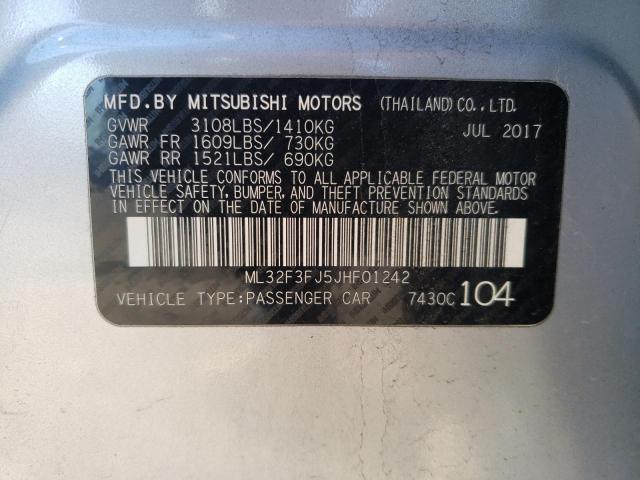 MFD.BY MITSUBISHI MOTORS (THAILAND)CO.,LTD.
GVWR 3108LBS/1410KG JUL 2017
GAWR FR 1609LBS/ 730KG
GAWR RR 1521LBS/ 690KG
THIS VEHICLE CONFORMS TO ALL APPLICABLE FEDERAL MOTOR
VEHICLE SAFETY, BUMPER, AND THEFT PREVENTION STANDARDS
IN EFFECT ON THE DATE OF MANUFACTURE SHOWN ABOVE.
ML32F3FJ5JHF01242
VEHICLE TYPE:PASSENGER CAR 7430C 104